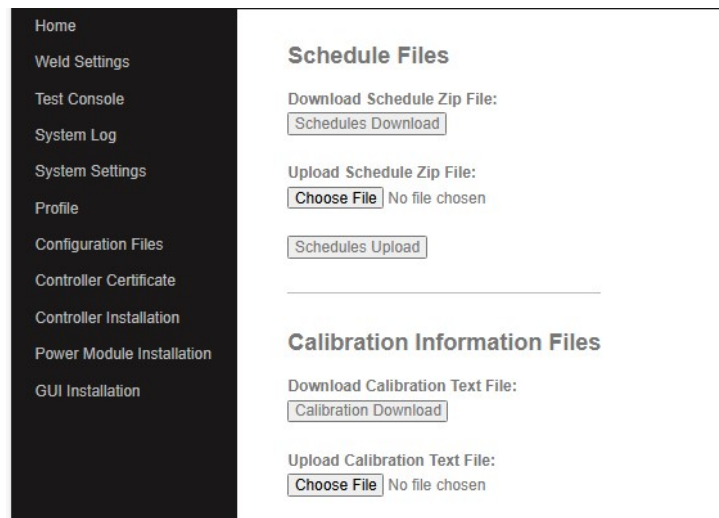 Home
Weld Settings
Test Console
System Log
System Settings
Profile
Configuration Files
Controller Certificate
Controller Installation
Power Module Installation
GUI Installation
Schedule Files
Download Schedule Zip File:
Schedules Download
Upload Schedule Zip File:
Choose File No file chosen
Schedules Upload
Calibration Information Files
Download Calibration Text File:
Calibration Download
Upload Calibration Text File:
Choose File No file chosen